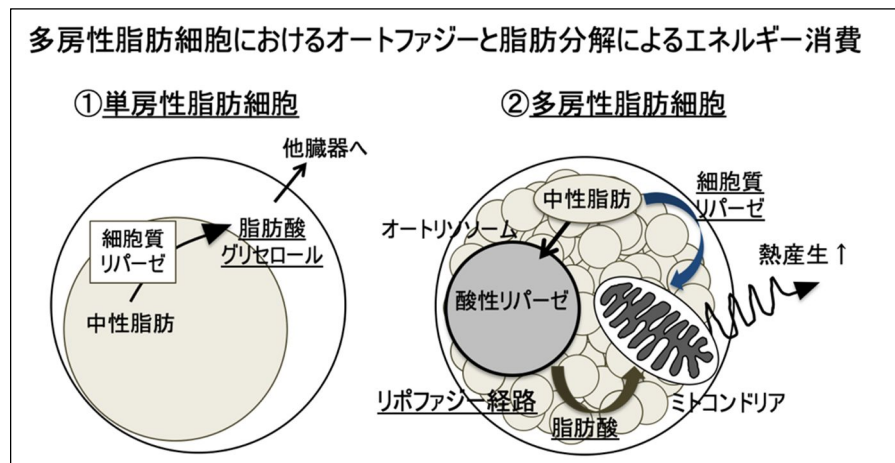 多房性脂肪細胞におけるオートファジーと脂肪分解によるエネルギー消費
①単房性脂肪細胞
他臓器へ
細胞質
リパーゼ
脂肪酸
グリセロール
中性脂肪
②多房性脂肪細胞
中性脂肪
細胞質
リパーゼ
オートリソソーム
熱産生↑
酸性リパーゼ
リポファジー経路
脂肪酸
ミトコンドリア